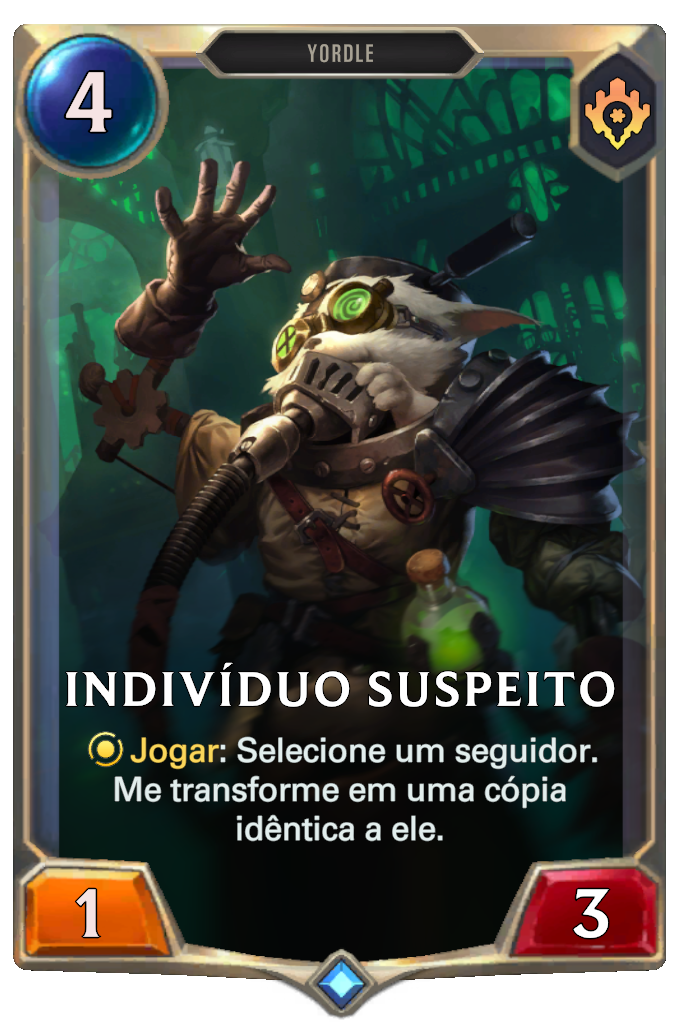 YORDLE
4
INDIVÍDUO SUSPEITO
Jogar: Selecione um seguidor.
Me transforme em uma cópia
idêntica a ele.
1
3